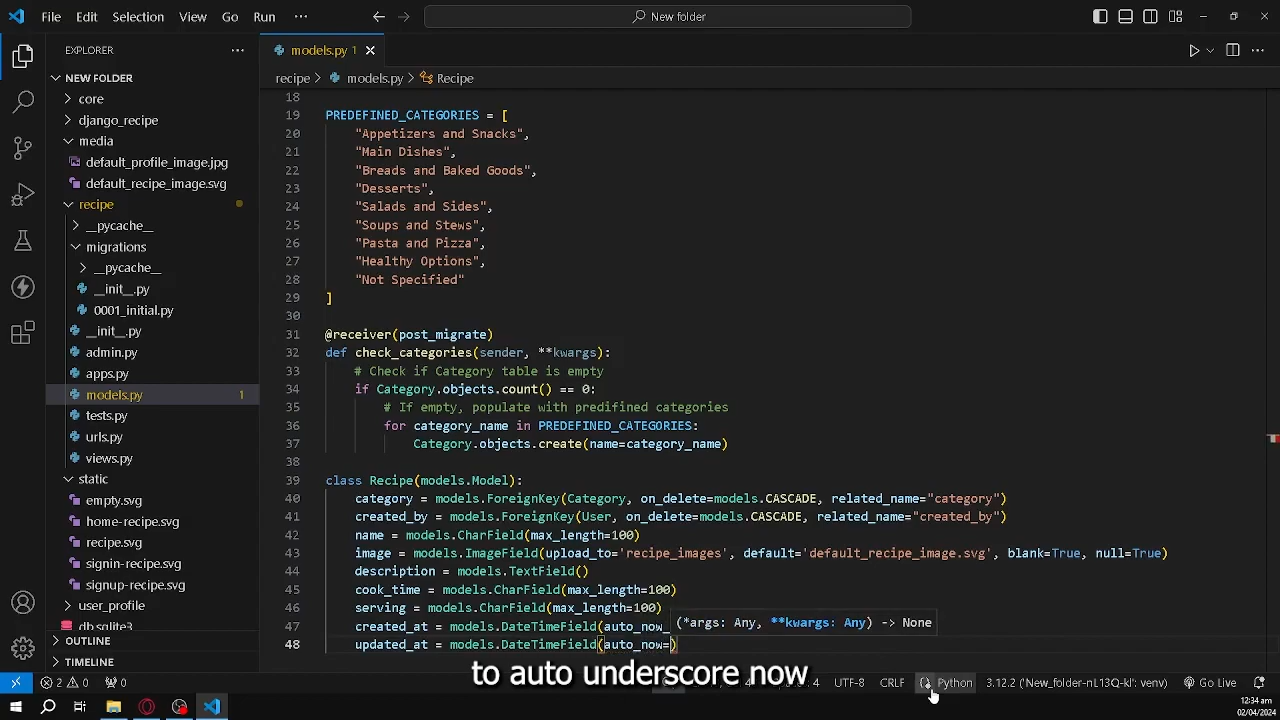 File Edit Selection View Go Run ··· New folder
EXPLORER ···
models.py 1
NEW FOLDER
recipe > models.py > Recipe
core
django_recipe
media
default_profile_image.jpg
default_recipe_image.svg
recipe
__pycache__
migrations
__pycache__
__init__.py
0001_initial.py
__init__.py
admin.py
apps.py
models.py 1
tests.py
urls.py
views.py
static
empty.svg
home-recipe.svg
recipe.svg
signin-recipe.svg
signup-recipe.svg
user_profile
db.sqlite3
OUTLINE
TIMELINE
18
19 PREDEFINED_CATEGORIES = [
20 "Appetizers and Snacks",
21 "Main Dishes",
22 "Breads and Baked Goods",
23 "Desserts",
24 "Salads and Sides",
25 "Soups and Stews",
26 "Pasta and Pizza",
27 "Healthy Options",
28 "Not Specified"
29 ]
30
31 @receiver(post_migrate)
32 def check_categories(sender, **kwargs):
33 # Check if Category table is empty
34 if Category.objects.count() == 0:
35 # If empty, populate with predifined categories
36 for category_name in PREDEFINED_CATEGORIES:
37 Category.objects.create(name=category_name)
38
39 class Recipe(models.Model):
40 category = models.ForeignKey(Category, on_delete=models.CASCADE, related_name="category")
41 created_by = models.ForeignKey(User, on_delete=models.CASCADE, related_name="created_by")
42 name = models.CharField(max_length=100)
43 image = models.ImageField(upload_to='recipe_images', default='default_recipe_image.svg', blank=True, null=True)
44 description = models.TextField()
45 cook_time = models.CharField(max_length=100)
46 serving = models.CharField(max_length=100)
47 created_at = models.DateTimeField(auto_now_
(*args: Any, **kwargs: Any) -> None
48 updated_at = models.DateTimeField(auto_now=)
to auto underscore now
2 0 0 4 UTF-8 CRLF Python 3.12.2 ('New_folder-nL13Q-kl': venv) Go Live
12:34 am
02/04/2024